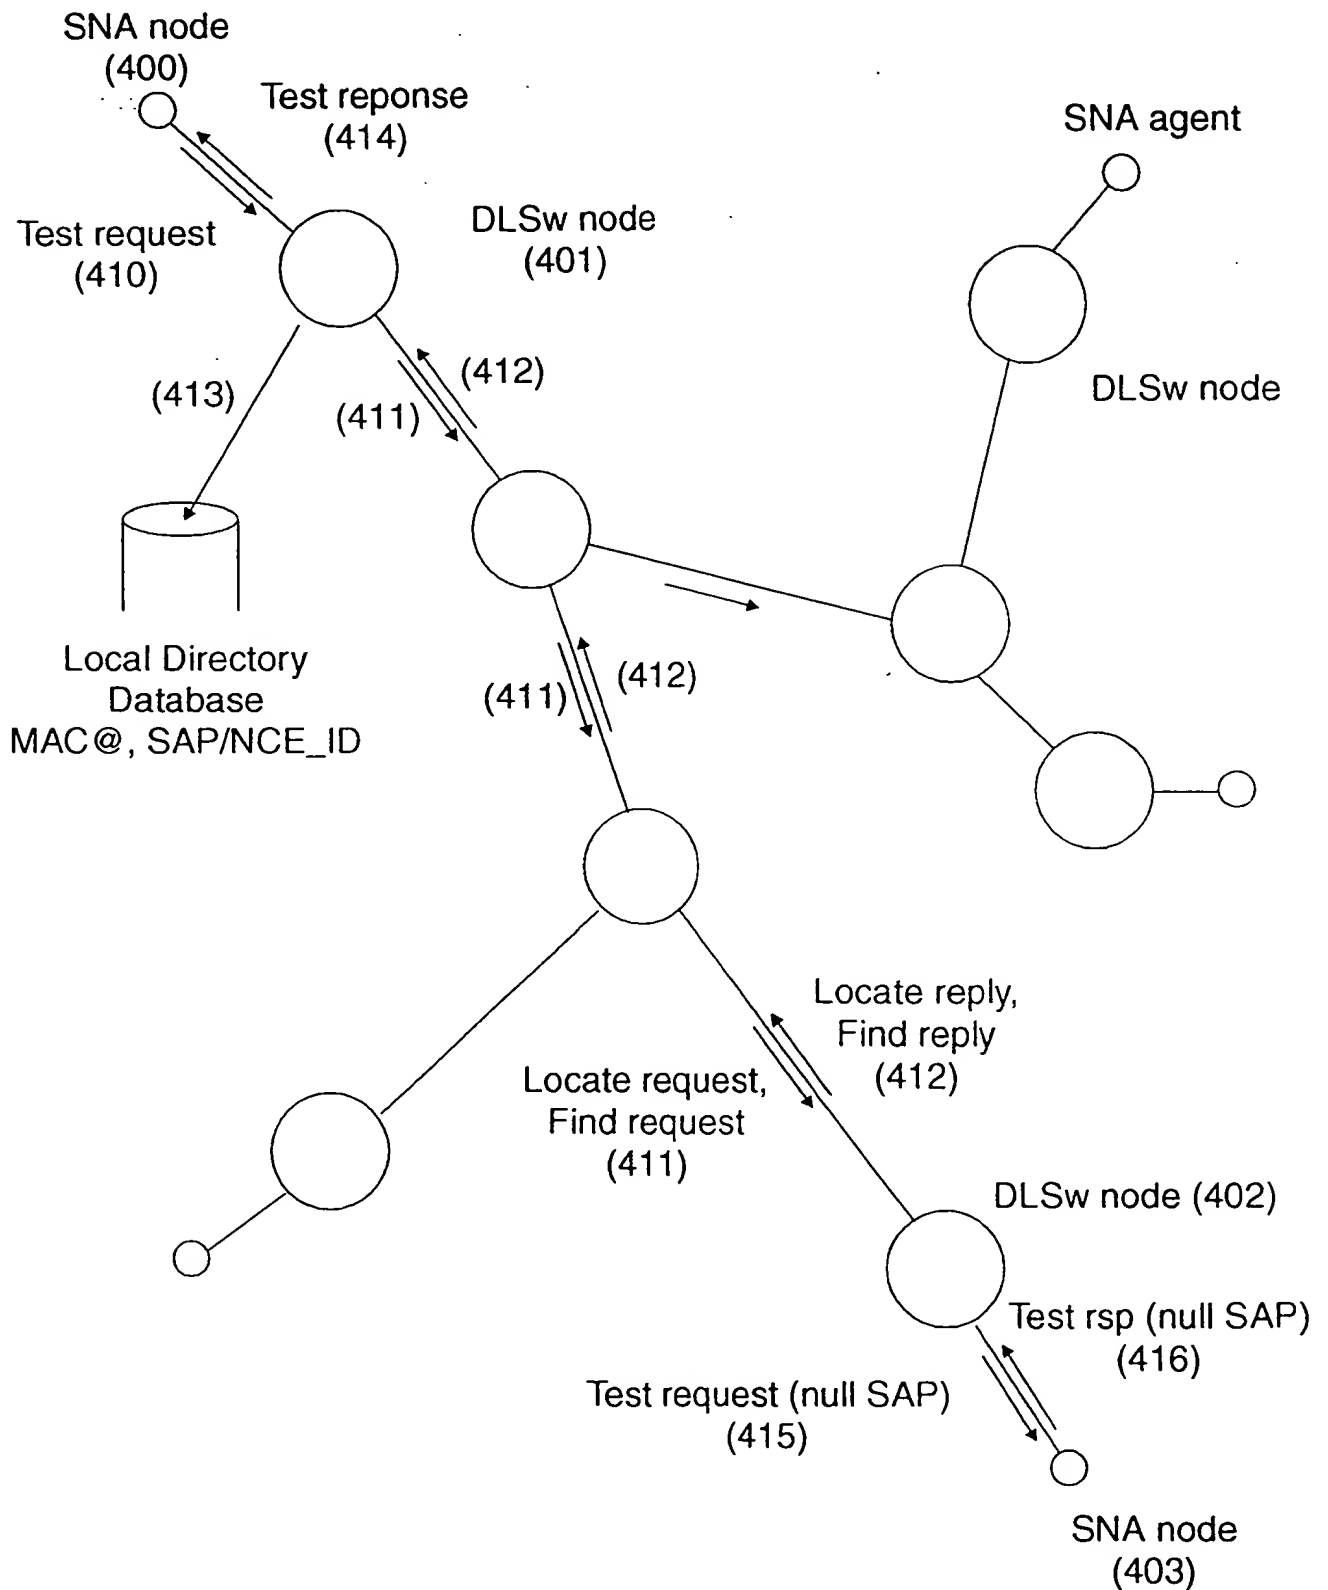 SNA node
(400)
Test reponse
(414)
SNA agent
Test request
(410)
DLSw node
(401)
(412)
(413)
(411)
DLSw node
Local Directory
Database
MAC@, SAP/NCE_ID
(411)
(412)
Locate reply,
Find reply
(412)
Locate request,
Find request
(411)
DLSw node (402)
Test rsp (null SAP)
(416)
Test request (null SAP)
(415)
SNA node
(403)